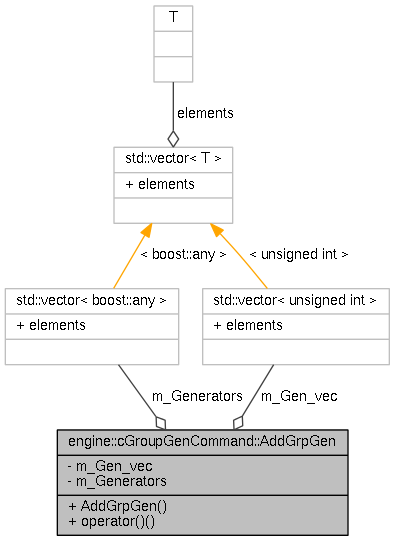 T
elements
std::vector< T >
+ elements
< boost::any >
< unsigned int >
std::vector< boost::any >
+ elements
std::vector< unsigned int >
+ elements
m_Generators
m_Gen_vec
engine::cGroupGenCommand::AddGrpGen
- m_Gen_vec
- m_Generators
+ AddGrpGen()
+ operator()()